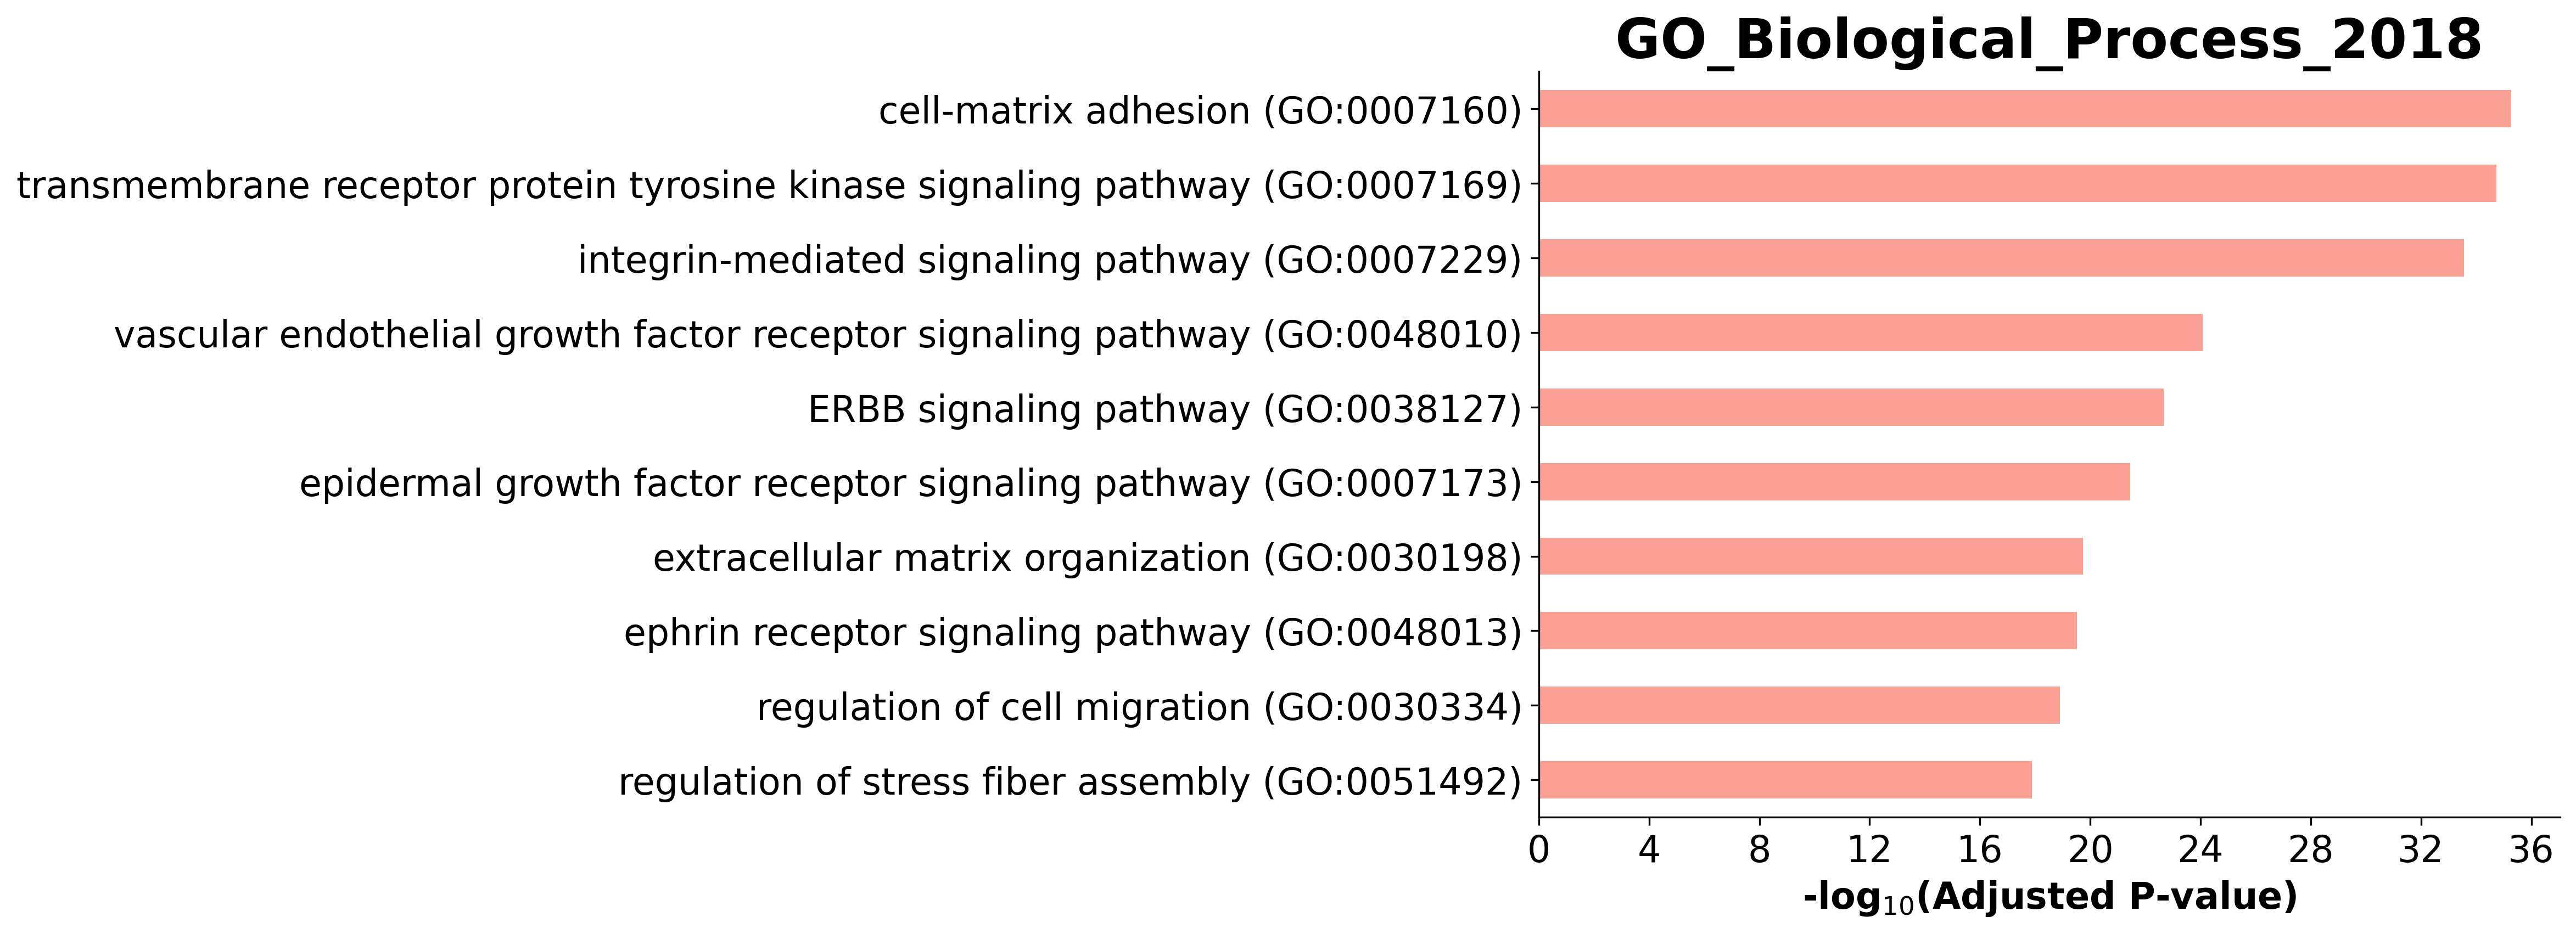 GO_Biological_Process_2018
cell-matrix adhesion (GO:0007160)
transmembrane receptor protein tyrosine kinase signaling pathway (GO:0007169)
integrin-mediated signaling pathway (GO:0007229)
vascular endothelial growth factor receptor signaling pathway (GO:0048010)
ERBB signaling pathway (GO:0038127)
epidermal growth factor receptor signaling pathway (GO:0007173)
extracellular matrix organization (GO:0030198)
ephrin receptor signaling pathway (GO:0048013)
regulation of cell migration (GO:0030334)
regulation of stress fiber assembly (GO:0051492)
0 4 8 12 16 20 24 28 32 36
-log₁₀(Adjusted P-value)